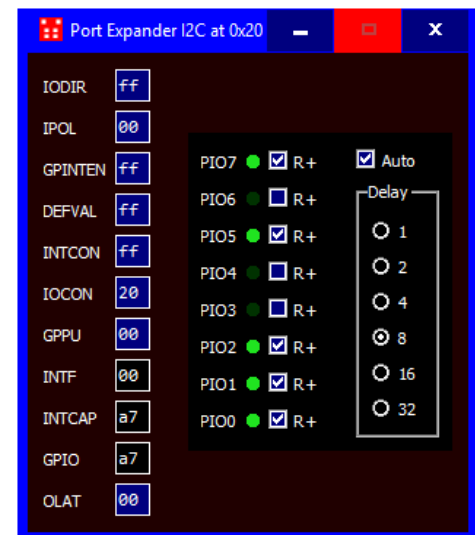 Port Expander I2C at 0x20
IODIR ff
IPOL 00
GPINTEN ff
DEFVAL ff
INTCON ff
IOCON 20
GPPU 00
INTF 00
INTCAP a7
GPIO a7
OLAT 00
PIO7 R+
PIO6 R+
PIO5 R+
PIO4 R+
PIO3 R+
PIO2 R+
PIO1 R+
PIO0 R+
Auto
Delay
1
2
4
8
16
32